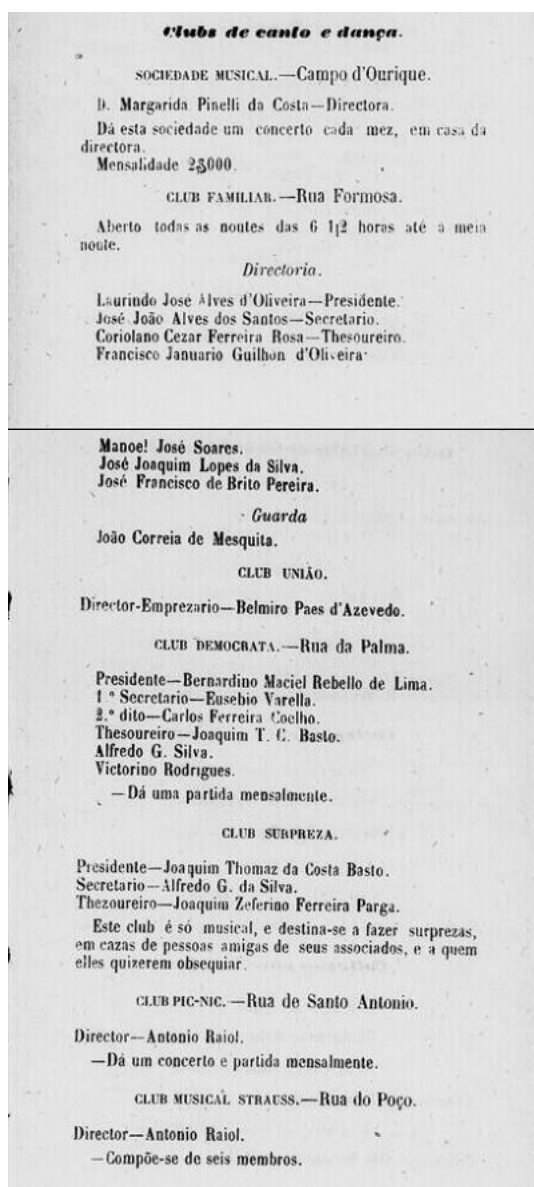 Clubs de canto e dança.
SOCIEDADE MUSICAL.—Campo d'Ourique.
D. Margarida Pinelli da Costa—Directora.
Dá esta sociedade um concerto cada mez, em casa da
directora.
Mensalidade 2$000.
CLUB FAMILIAR.—Rua Formosa.
Aberto todas as noutes das 6 1|2 horas até a meia
noute.
Directoria.
Laurindo José Alves d'Oliveira—Presidente.
José João Alves dos Santos—Secretario.
Coriolano Cezar Ferreira Rosa—Thesoureiro.
Francisco Januario Guilhon d'Oliveira
Manoel José Soares.
José Joaquim Lopes da Silva.
José Francisco de Brito Pereira.
Guarda
João Correia de Mesquita.
CLUB UNIÃO.
Director-Emprezario—Belmiro Paes d'Azevedo.
CLUB DEMOCRATA.—Rua da Palma.
Presidente—Bernardino Maciel Rebello de Lima.
1.º Secretario—Eusebio Varella.
2.º dito—Carlos Ferreira Coelho.
Thesoureiro—Joaquim T. C. Basto.
Alfredo G. Silva.
Victorino Rodrigues.
—Dá uma partida mensalmente.
CLUB SURPREZA.
Presidente—Joaquim Thomaz da Costa Basto.
Secretario—Alfredo G. da Silva.
Thezoureiro—Joaquim Zeferino Ferreira Parga.
Este club é só musical, e destina-se a fazer surprezas,
em cazas de pessoas amigas de seus associados, e a quem
elles quizerem obsequiar.
CLUB PIC-NIC.—Rua de Santo Antonio.
Director—Antonio Raiol.
—Dá um concerto e partida mensalmente.
CLUB MUSICAL STRAUSS.—Rua do Poço.
Director—Antonio Raiol.
—Compõe-se de seis membros.